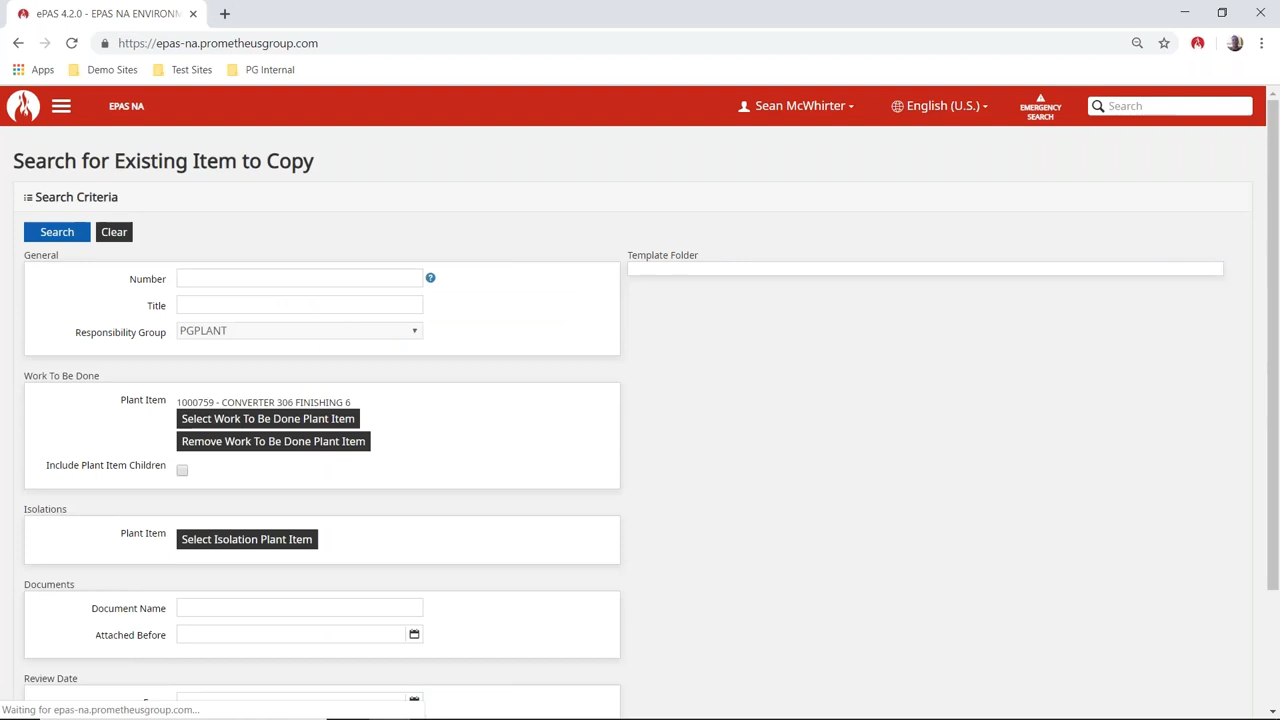 ePAS 4.2.0 - EPAS NA ENVIRONM
https://epas-na.prometheusgroup.com
Apps
Demo Sites
Test Sites
PG Internal
EPAS NA
Sean McWhirter
English (U.S.)
EMERGENCY
SEARCH
Search
Search for Existing Item to Copy
Search Criteria
Search
Clear
General
Number
?
Title
Responsibility Group
PGPLANT
Template Folder
Work To Be Done
Plant Item
1000759 - CONVERTER 306 FINISHING 6
Select Work To Be Done Plant Item
Remove Work To Be Done Plant Item
Include Plant Item Children
Isolations
Plant Item
Select Isolation Plant Item
Documents
Document Name
Attached Before
Review Date
Waiting for epas-na.prometheusgroup.com...